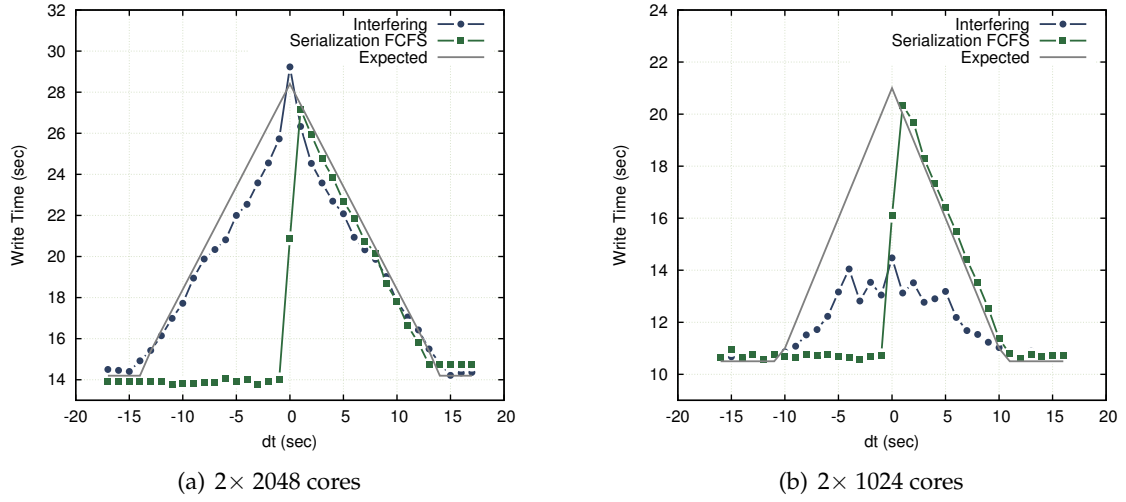 32
30
28
26
24
22
20
18
16
14
Write Time (sec)
-20 -15 -10 -5 0 5 10 15 20
dt (sec)
Interfering
Serialization FCFS
Expected
(a) 2× 2048 cores
24
22
20
18
16
14
12
10
Write Time (sec)
-20 -15 -10 -5 0 5 10 15 20
dt (sec)
Interfering
Serialization FCFS
Expected
(b) 2× 1024 cores